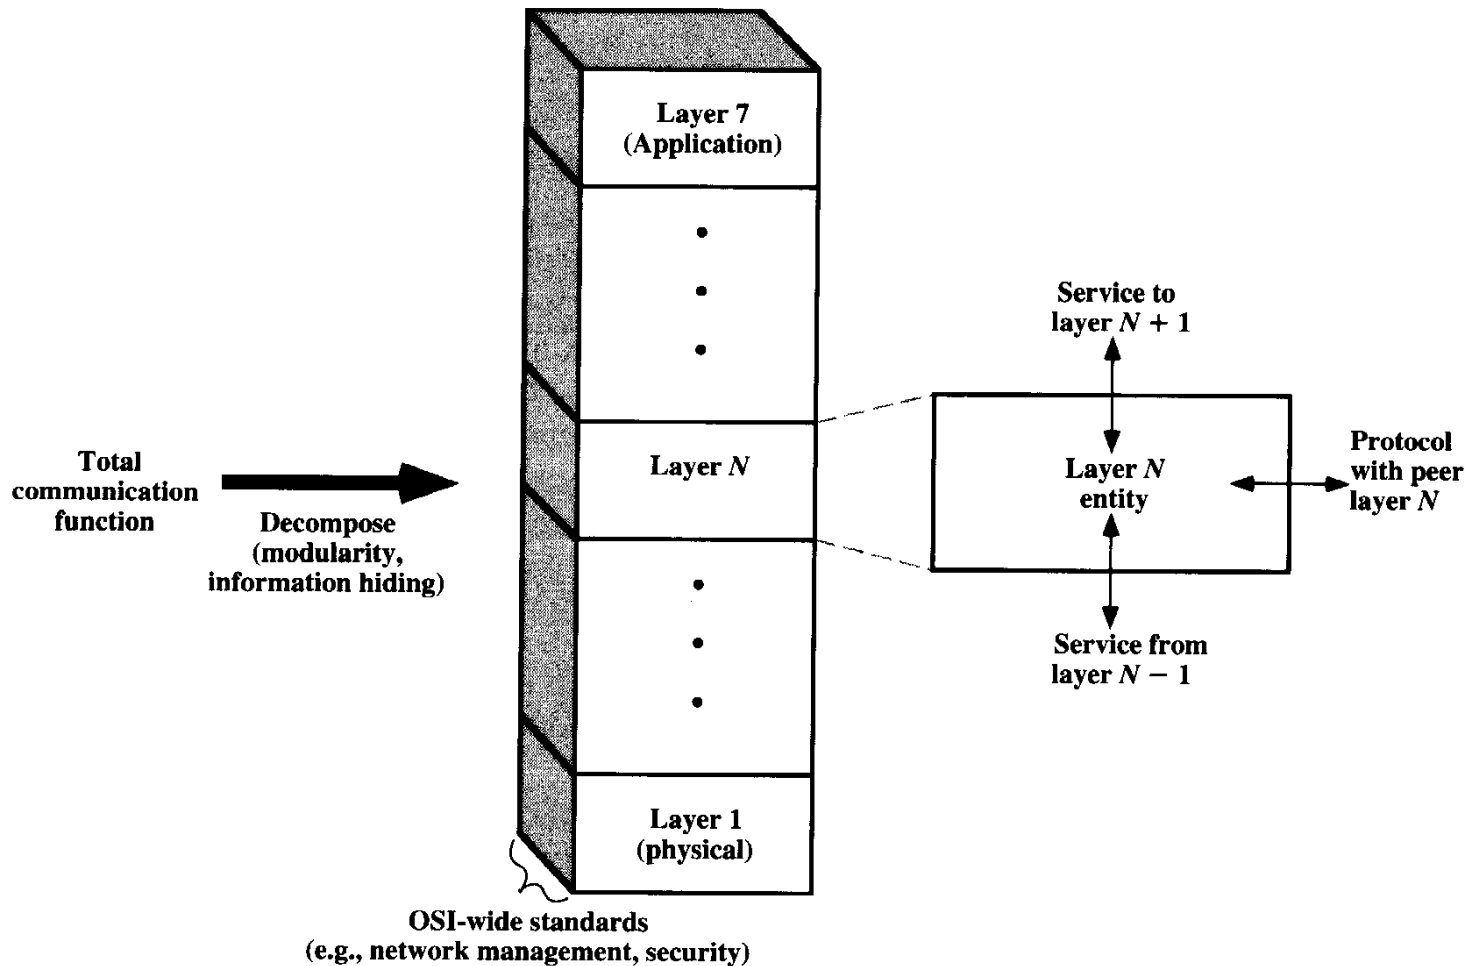 Layer 7
(Application)
Service to
layer N + 1
Total
communication
function
Decompose
(modularity,
information hiding)
Layer N
Layer N
entity
Protocol
with peer
layer N
Service from
layer N − 1
Layer 1
(physical)
OSI-wide standards
(e.g., network management, security)